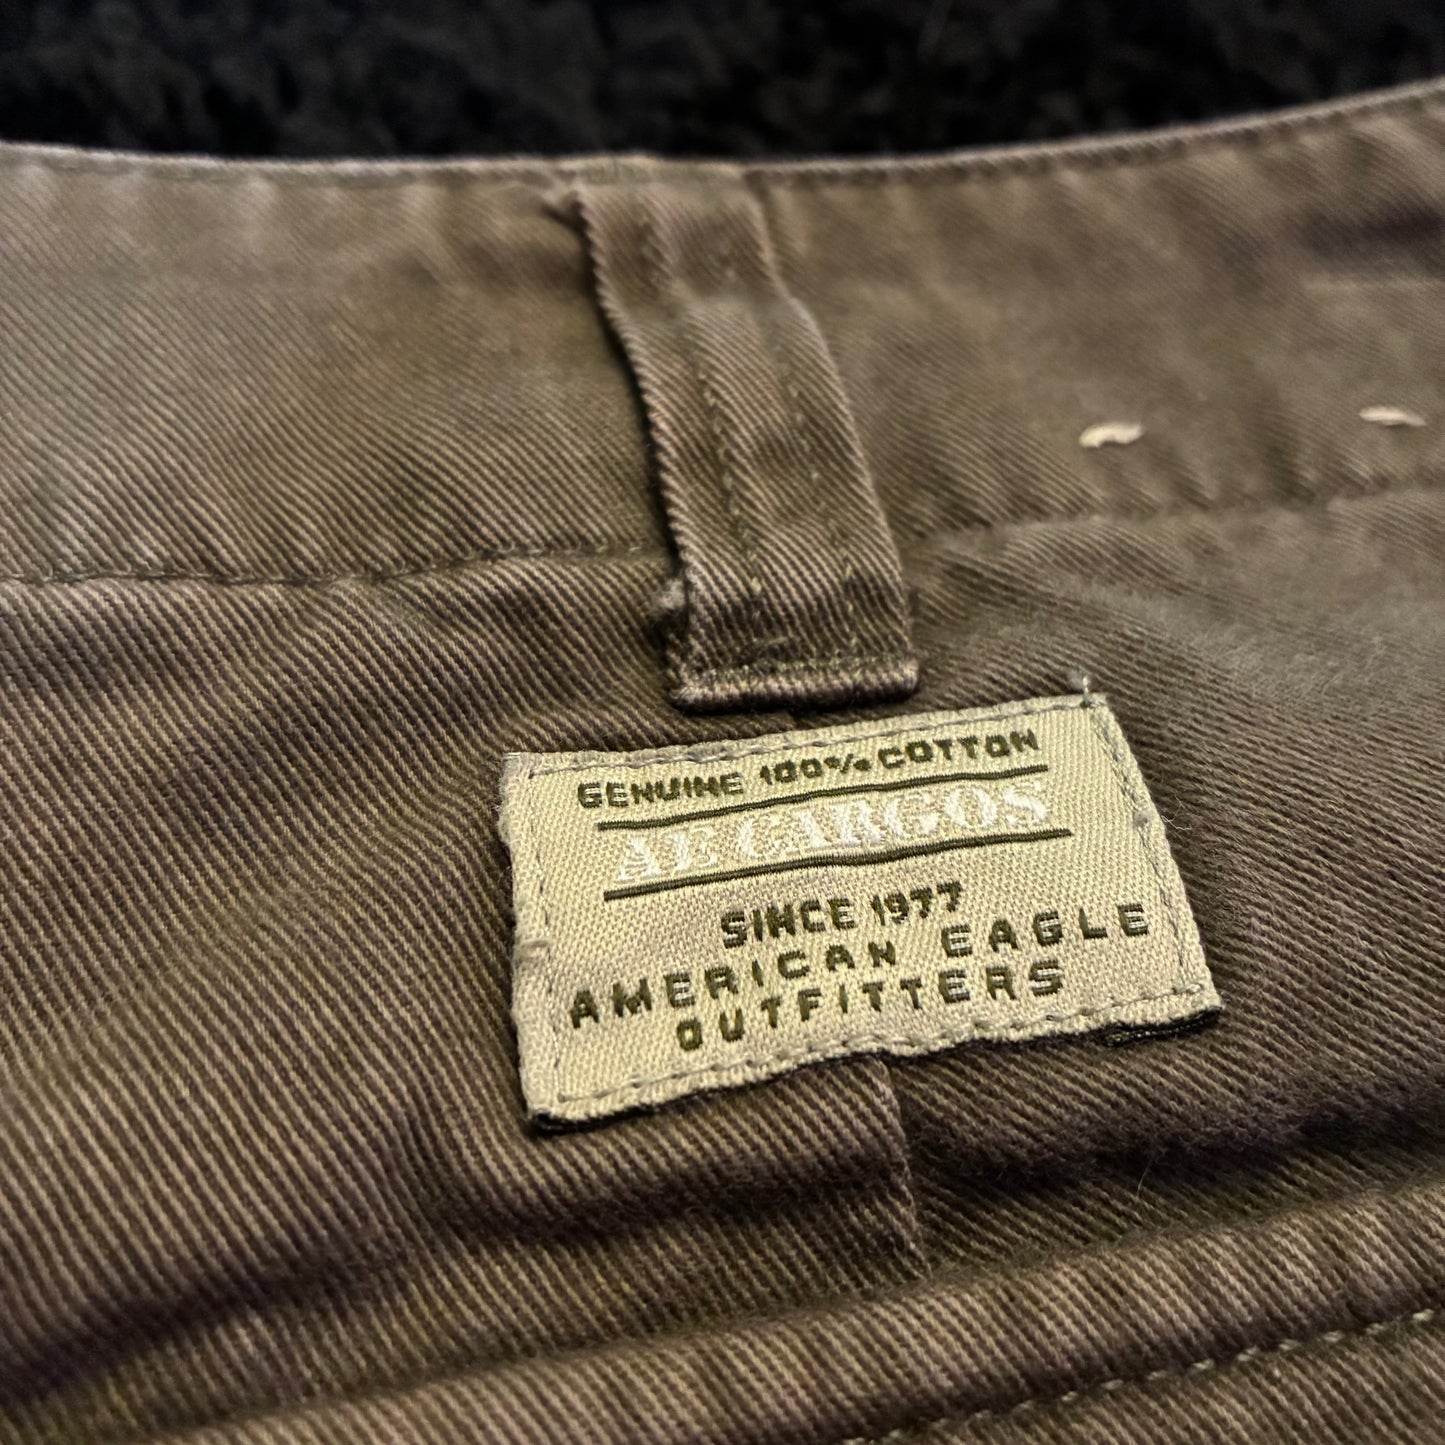 GENUINE 100% COTTON
AE CARGOS
SINCE 1977
AMERICAN EAGLE
OUTFITTERS